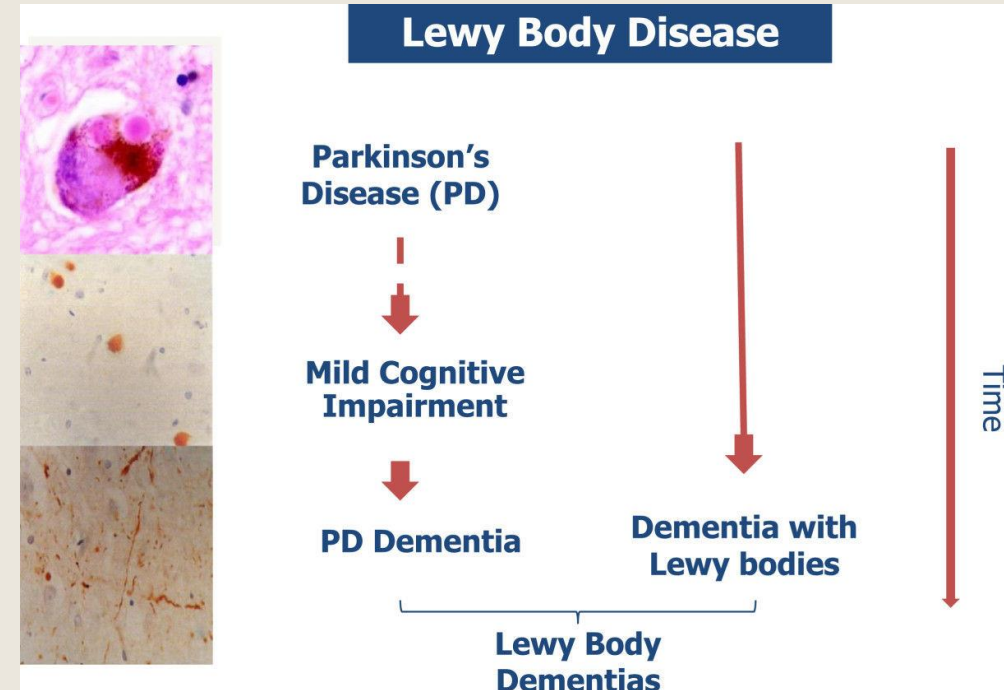 Lewy Body Disease
Parkinson's
Disease (PD)
Mild Cognitive
Impairment
PD Dementia
Dementia with
Lewy bodies
Lewy Body
Dementias
Time